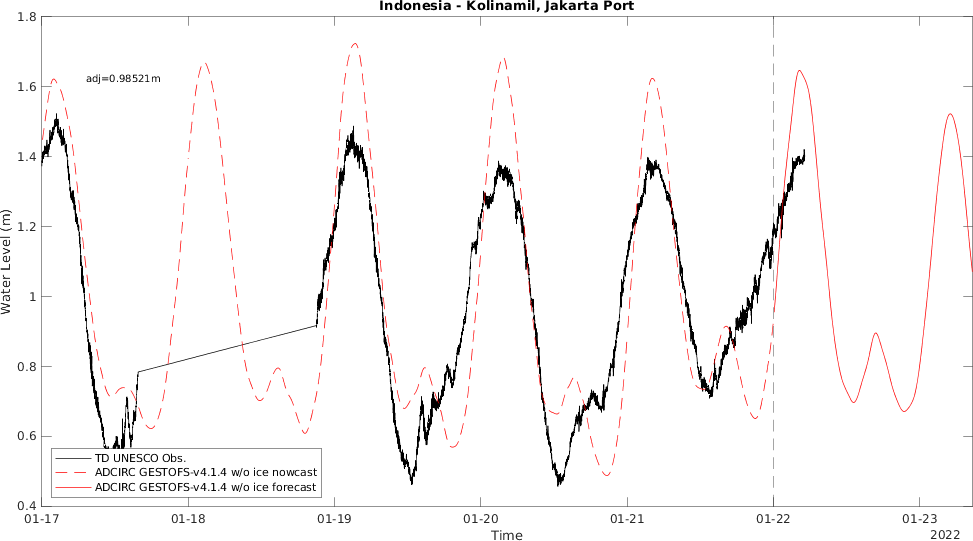 Indonesia - Kolinamil, Jakarta Port
1.8
1.6
1.4
1.2
1
0.8
0.6
0.4
Water Level (m)
adj=0.98521m
TD UNESCO Obs.
ADCIRC GESTOFS-v4.1.4 w/o ice nowcast
ADCIRC GESTOFS-v4.1.4 w/o ice forecast
01-17
01-18
01-19
01-20
01-21
01-22
01-23
Time
2022